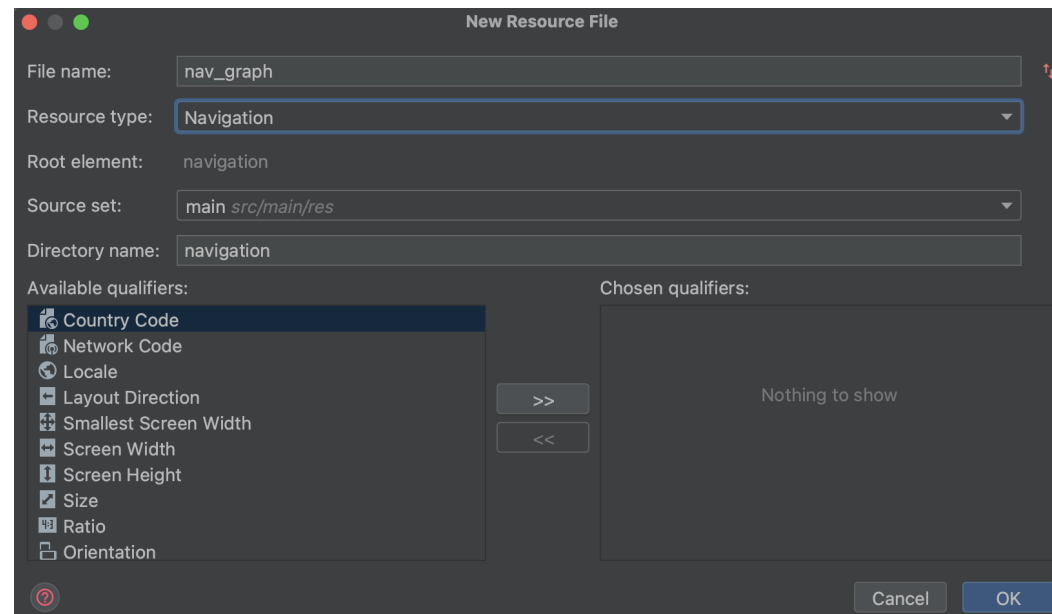 New Resource File
File name: nav_graph
Resource type: Navigation
Root element: navigation
Source set: main src/main/res
Directory name: navigation
Available qualifiers: Chosen qualifiers:
Country Code
Network Code
Locale
Layout Direction
Smallest Screen Width
Screen Width
Screen Height
Size
Ratio
Orientation
>>
<<
Nothing to show
? Cancel OK